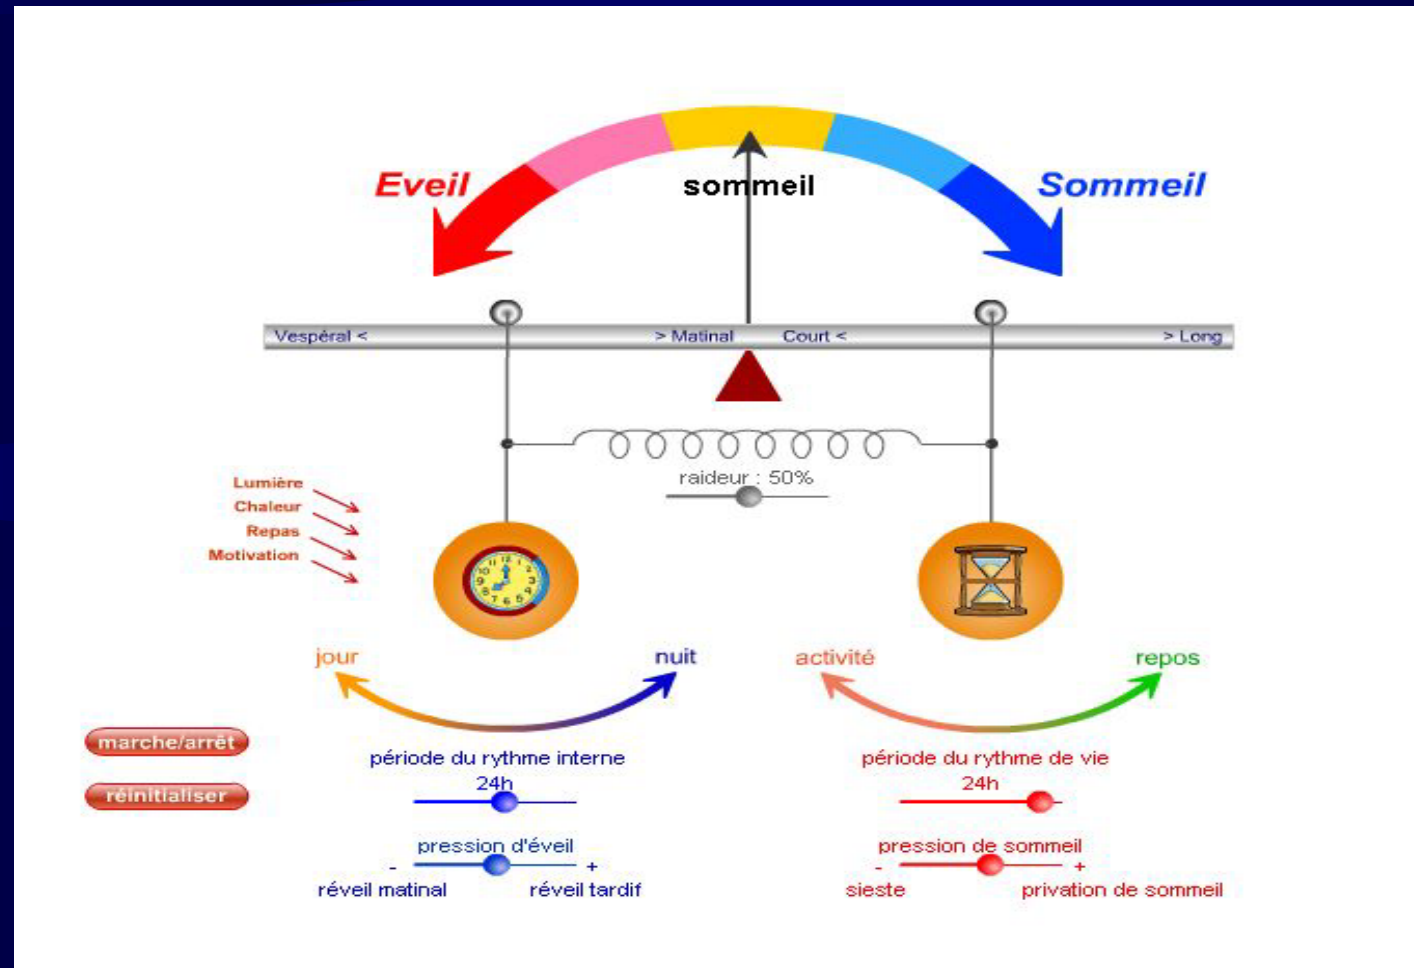 Eveil
sommeil
Sommeil
Vespéral <
> Matinal
Court <
> Long
raideur : 50%
Lumière
Chaleur
Repas
Motivation
jour
nuit
activité
repos
marche/arrêt
réinitialiser
période du rythme interne
24h
pression d'éveil
- +
réveil matinal
réveil tardif
période du rythme de vie
24h
pression de sommeil
- +
sieste
privation de sommeil